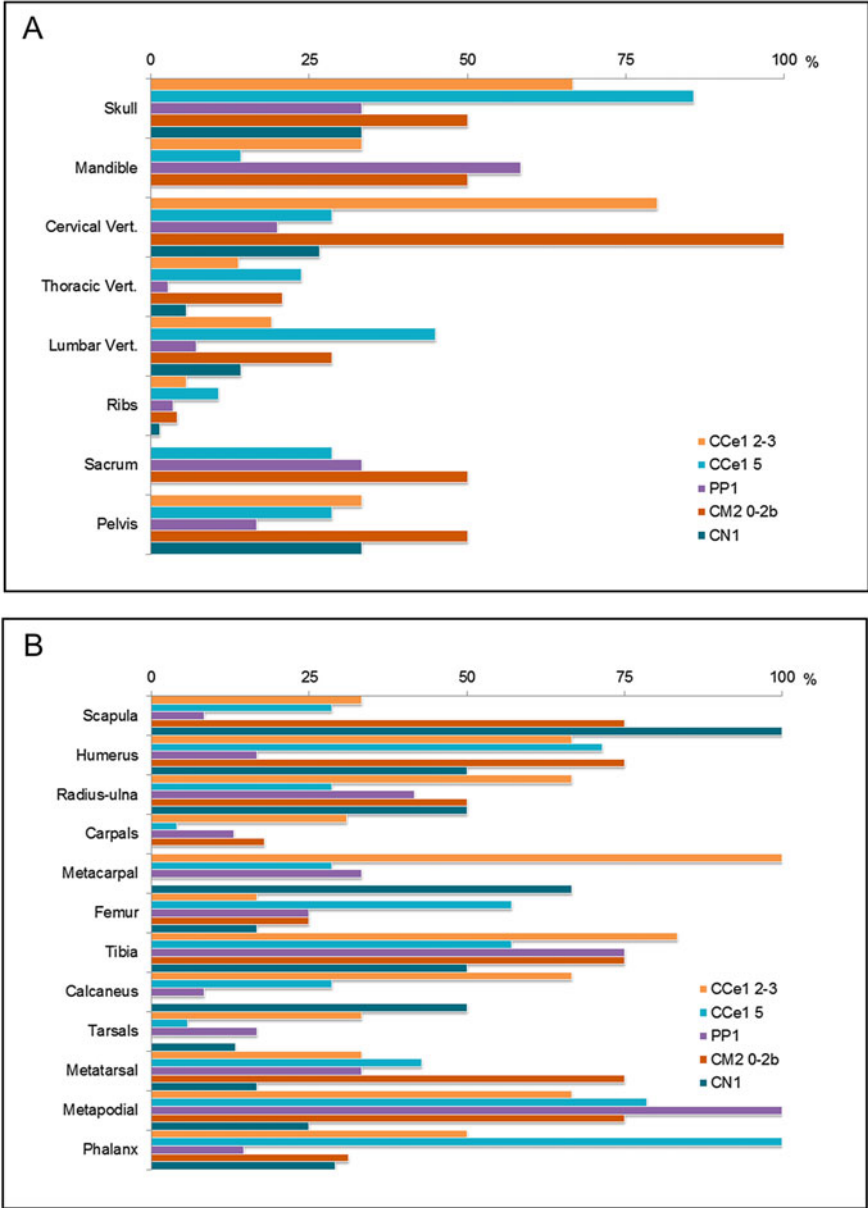 A
0 25 50 75 100 %
Skull
Mandible
Cervical Vert.
Thoracic Vert.
Lumbar Vert.
Ribs
Sacrum
Pelvis
CCe1 2-3
CCe1 5
PP1
CM2 0-2b
CN1
B
0 25 50 75 100 %
Scapula
Humerus
Radius-ulna
Carpals
Metacarpal
Femur
Tibia
Calcaneus
Tarsals
Metatarsal
Metapodial
Phalanx
CCe1 2-3
CCe1 5
PP1
CM2 0-2b
CN1